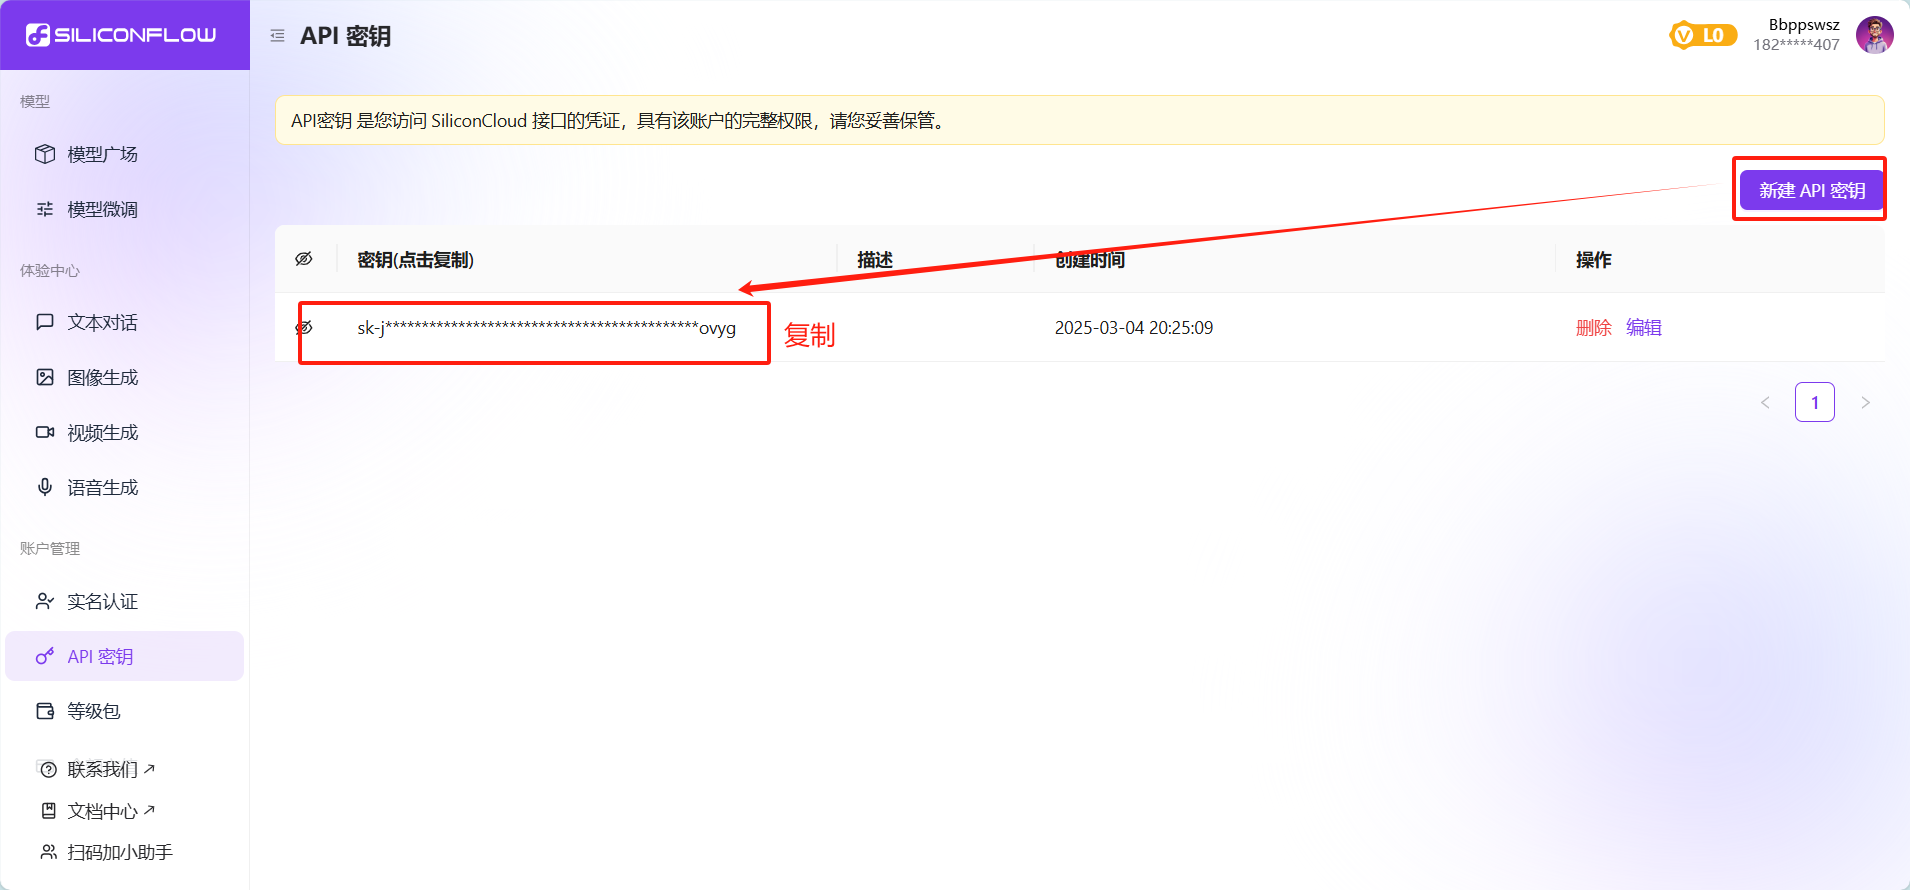 SILICONFLOW
API 密钥
L0
Bbppswsz
182*****407
模型
模型广场
模型微调
体验中心
文本对话
图像生成
视频生成
语音生成
账户管理
实名认证
API 密钥
等级包
联系我们
文档中心
扫码加小助手
API密钥 是您访问 SiliconCloud 接口的凭证，具有该账户的完整权限，请您妥善保管。
新建 API 密钥
密钥(点击复制) 描述 创建时间 操作
sk-j********************************************ovyg 复制 2025-03-04 20:25:09 删除 编辑
< 1 >